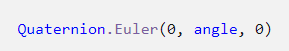 Quaternion.Euler(0, angle, 0)